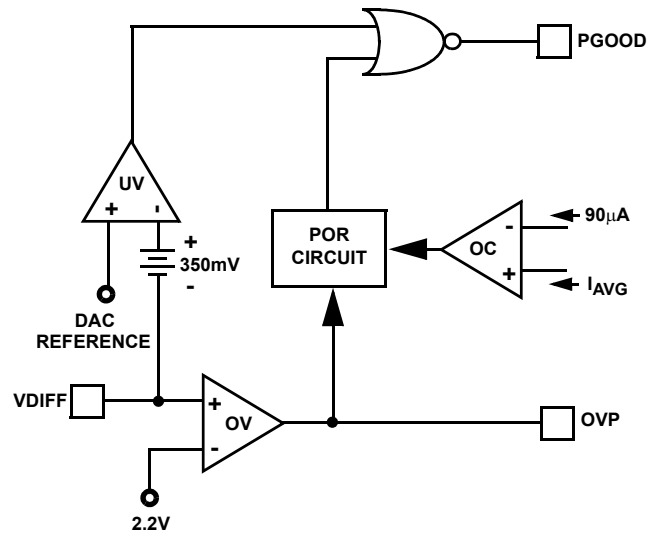 PGOOD
UV
+ -
+
350mV
-
DAC
REFERENCE
POR
CIRCUIT
-
OC
+
90µA
IAVG
VDIFF
+
OV
-
OVP
2.2V